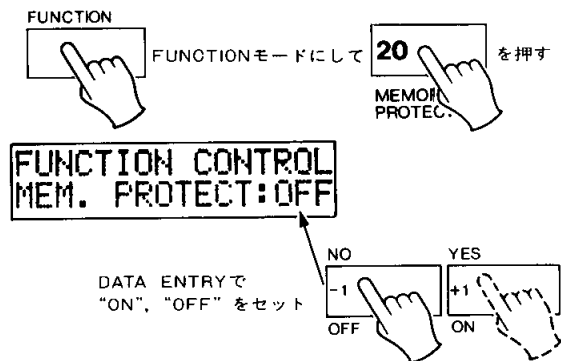 FUNCTION
FUNCTIONモードにして 20 を押す
MEMOR
PROTEC
FUNCTION CONTROL
MEM. PROTECT:OFF
NO YES
DATA ENTRYで
-1 +1
“ON”, “OFF” をセット
OFF ON